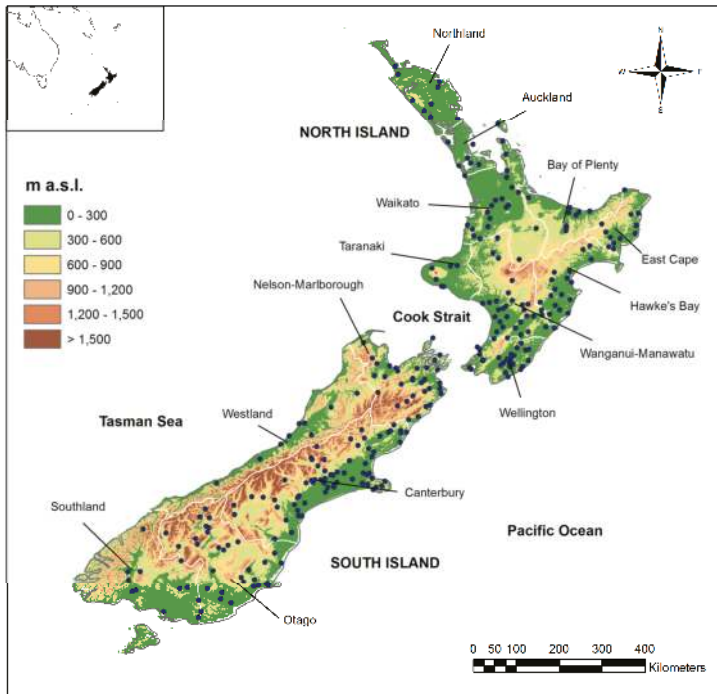 Northland
N
W E
S
Auckland
NORTH ISLAND
Bay of Plenty
m a.s.l.
Waikato
0 - 300
300 - 600
Taranaki
East Cape
600 - 900
900 - 1,200
Nelson-Marlborough
Hawke's Bay
1,200 - 1,500
Cook Strait
> 1,500
Wanganui-Manawatu
Tasman Sea
Westland
Wellington
Canterbury
Southland
Pacific Ocean
SOUTH ISLAND
Otago
0 50 100 200 300 400
Kilometers